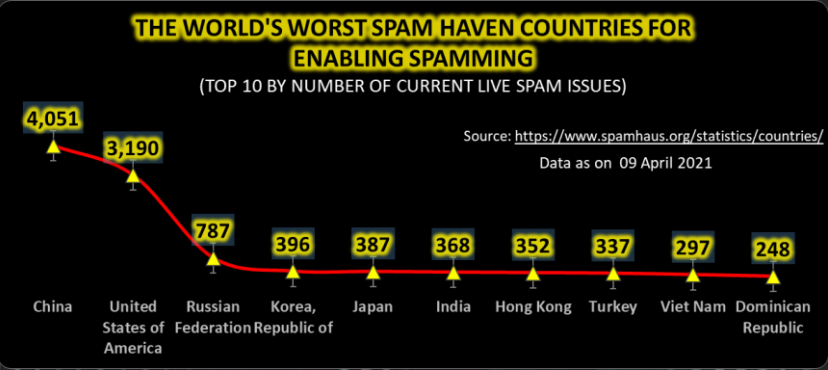 THE WORLD'S WORST SPAM HAVEN COUNTRIES FOR
ENABLING SPAMMING
(TOP 10 BY NUMBER OF CURRENT LIVE SPAM ISSUES)
Source: https://www.spamhaus.org/statistics/countries/
Data as on 09 April 2021
4,051
3,190
787
396
387
368
352
337
297
248
China
United
States of
America
Russian
Federation
Korea,
Republic of
Japan
India
Hong Kong
Turkey
Viet Nam
Dominican
Republic